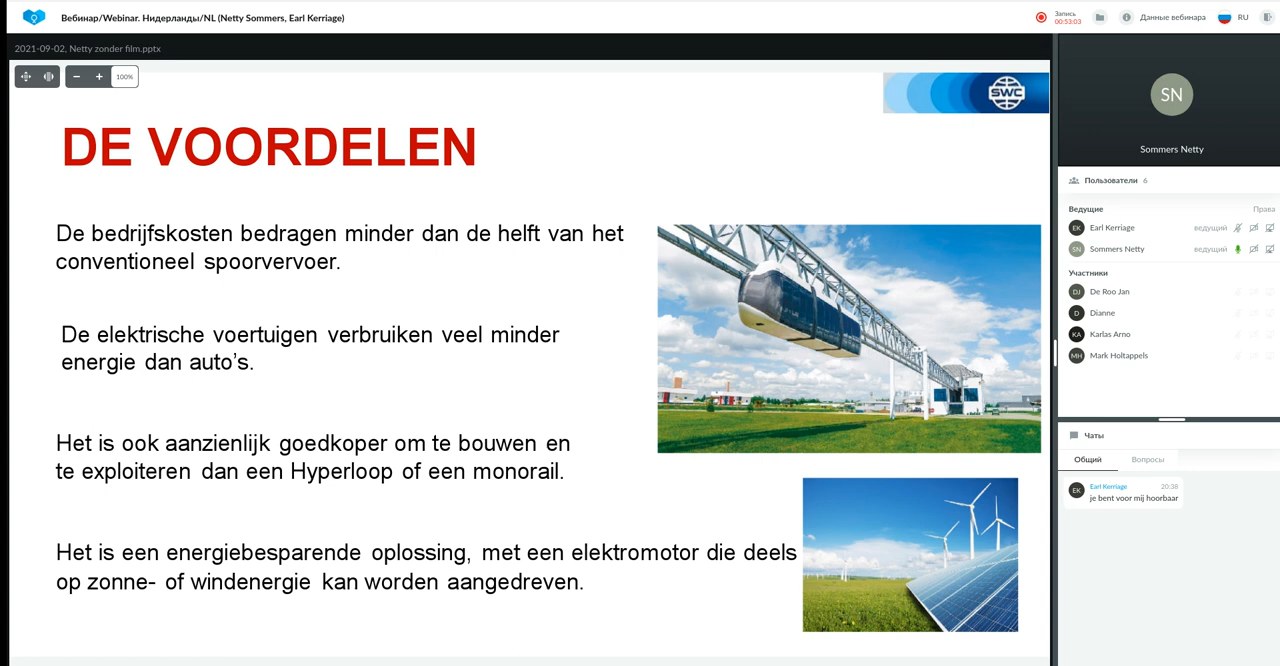 Вебинар/Webinar. Нидерланды/NL (Netty Sommers, Earl Kerriage)
Запись
00:53:03
Данные вебинара
RU
2021-09-02, Netty zonder film.pptx
100%
SWC
DE VOORDELEN
De bedrijfskosten bedragen minder dan de helft van het
conventioneel spoorvervoer.
De elektrische voertuigen verbruiken veel minder
energie dan auto’s.
Het is ook aanzienlijk goedkoper om te bouwen en
te exploiteren dan een Hyperloop of een monorail.
Het is een energiebesparende oplossing, met een elektromotor die deels
op zonne- of windenergie kan worden aangedreven.
SN
Sommers Netty
Пользователи 6
Ведущие Права
EK Earl Kerriage ведущий
SN Sommers Netty ведущий
Участники
DJ De Roo Jan
D Dianne
KA Karlas Arno
MH Mark Holtappels
Чаты
Общий Вопросы
EK Earl Kerriage 20:38
je bent voor mij hoorbaar